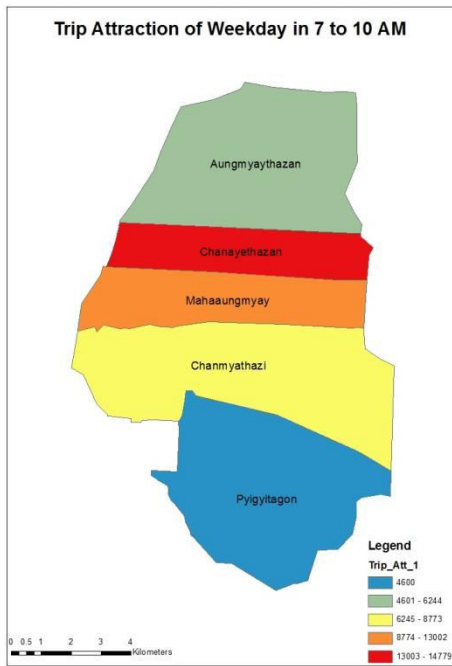 Trip Attraction of Weekday in 7 to 10 AM
Aungmyaythazan
Chanayethazan
Mahaaungmyay
Chanmyathazi
Pyigyitagon
Legend
Trip_Att_1
4600
4601 - 6244
6245 - 8773
8774 - 13002
13003 - 14779
0 0.5 1 2 3 4
Kilometers